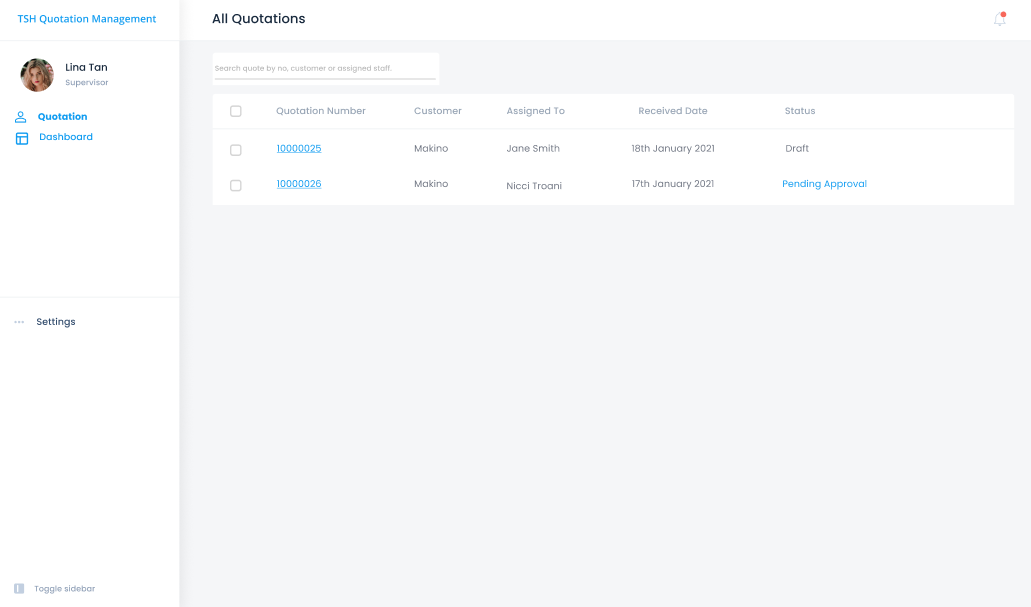 TSH Quotation Management
All Quotations
Lina Tan
Supervisor
Quotation
Dashboard
Settings
Toggle sidebar
Search quote by no, customer or assigned staff.
Quotation Number Customer Assigned To Received Date Status
10000025 Makino Jane Smith 18th January 2021 Draft
10000026 Makino Nicci Troani 17th January 2021 Pending Approval